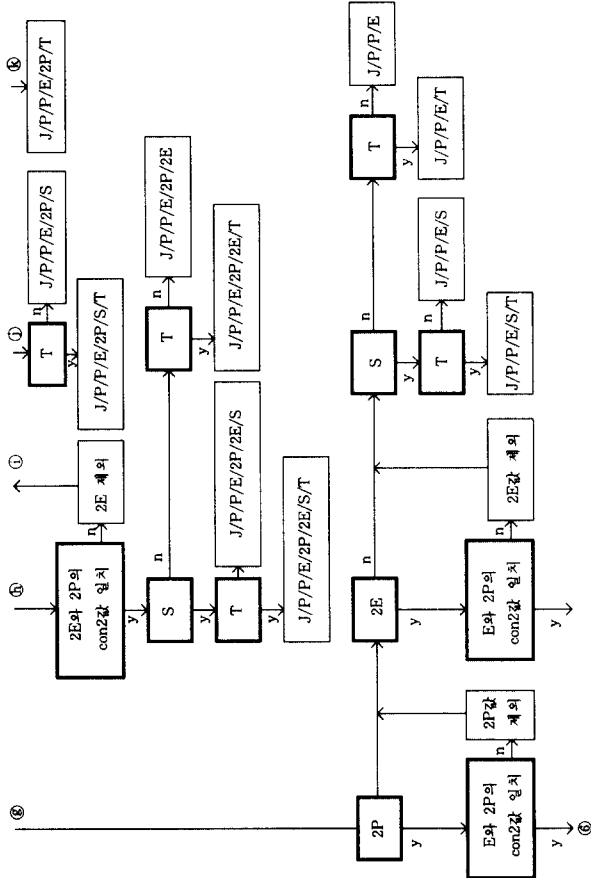 ⓚ
J/P/P/E/2P/T
ⓙ
T
n
J/P/P/E/2P/S
y
J/P/P/E/2P/S/T
ⓗ
ⓘ
2E와 2P의
con2값 일치
n
2E 제외
y
S
n
T
n
J/P/P/E/2P/2E
y
J/P/P/E/2P/2E/T
y
T
n
J/P/P/E/2P/2E/S
y
J/P/P/E/2P/2E/S/T
ⓖ
2P
n
2E
n
S
n
T
n
J/P/P/E
y
J/P/P/E/T
y
T
n
J/P/P/E/S
y
J/P/P/E/S/T
y
E와 2P의
con2값 일치
n
2E값 제외
y
y
E와 2P의
con2값 일치
n
2P값
제외
y
⑥